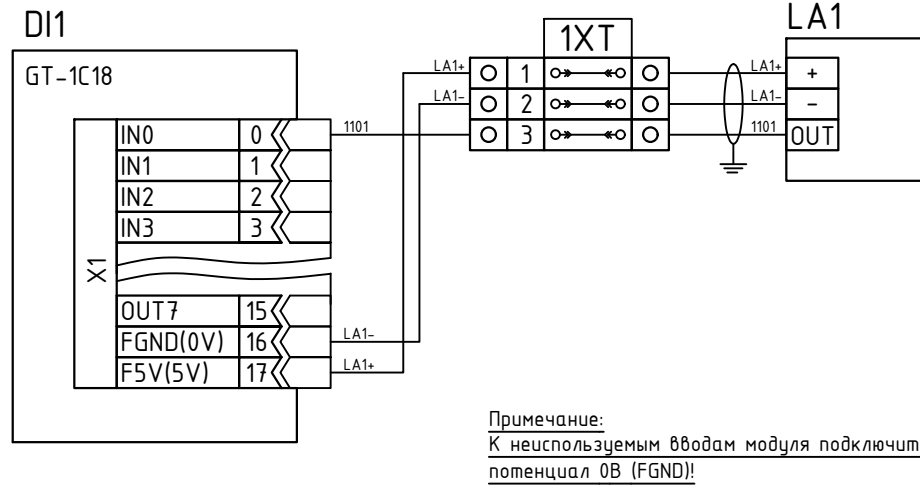 DI1
LA1
GT-1C18
1XT
LA1+
1
LA1+
+
LA1-
2
LA1-
-
IN0
0
1101
3
1101
OUT
IN1
1
IN2
2
IN3
3
X1
OUT7
15
FGND(0V)
16
LA1-
F5V(5V)
17
LA1+
Примечание:
К неиспользуемым вводам модуля подключит
потенциал 0В (FGND)!